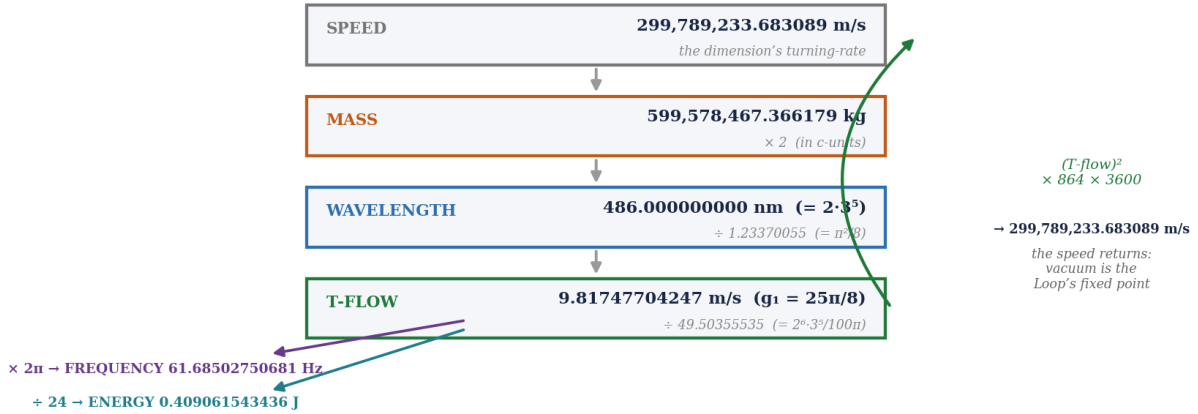 SPEED
299,789,233.683089 m/s
the dimension’s turning-rate
MASS
599,578,467.366179 kg
× 2 (in c-units)
WAVELENGTH
486.000000000 nm (= 2·3⁵)
÷ 1.23370055 (= π²/8)
T-FLOW
9.81747704247 m/s (g₁ = 25π/8)
÷ 49.50355535 (= 2⁶·3⁵/100π)
(T-flow)²
× 864 × 3600
→ 299,789,233.683089 m/s
the speed returns:
vacuum is the
Loop’s fixed point
× 2π → FREQUENCY 61.68502750681 Hz
÷ 24 → ENERGY 0.409061543436 J